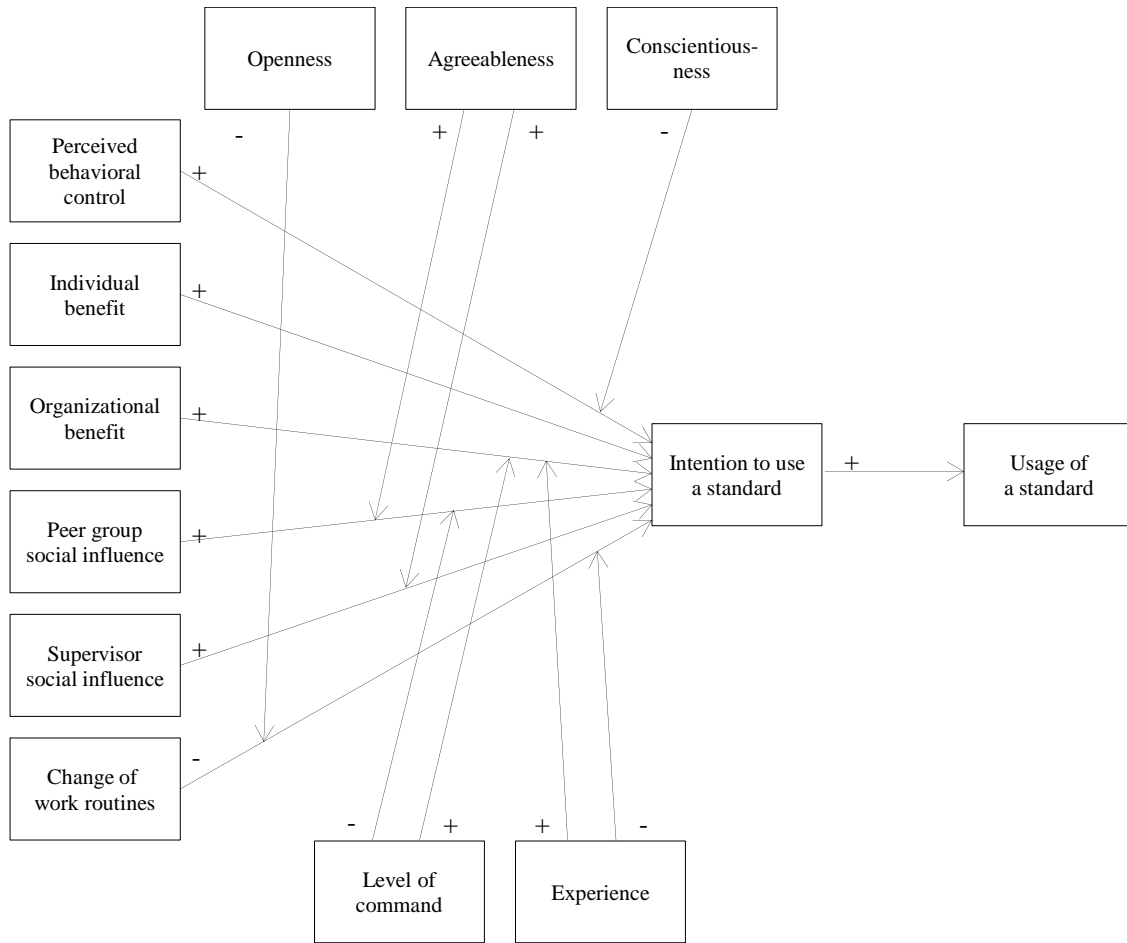 Openness
Agreeableness
Conscientious-
ness
-
+
+
-
Perceived
behavioral
control
+
Individual
benefit
+
Organizational
benefit
+
Peer group
social influence
+
Supervisor
social influence
+
Change of
work routines
-
Intention to use
a standard
+
Usage of
a standard
-
+
+
-
Level of
command
Experience